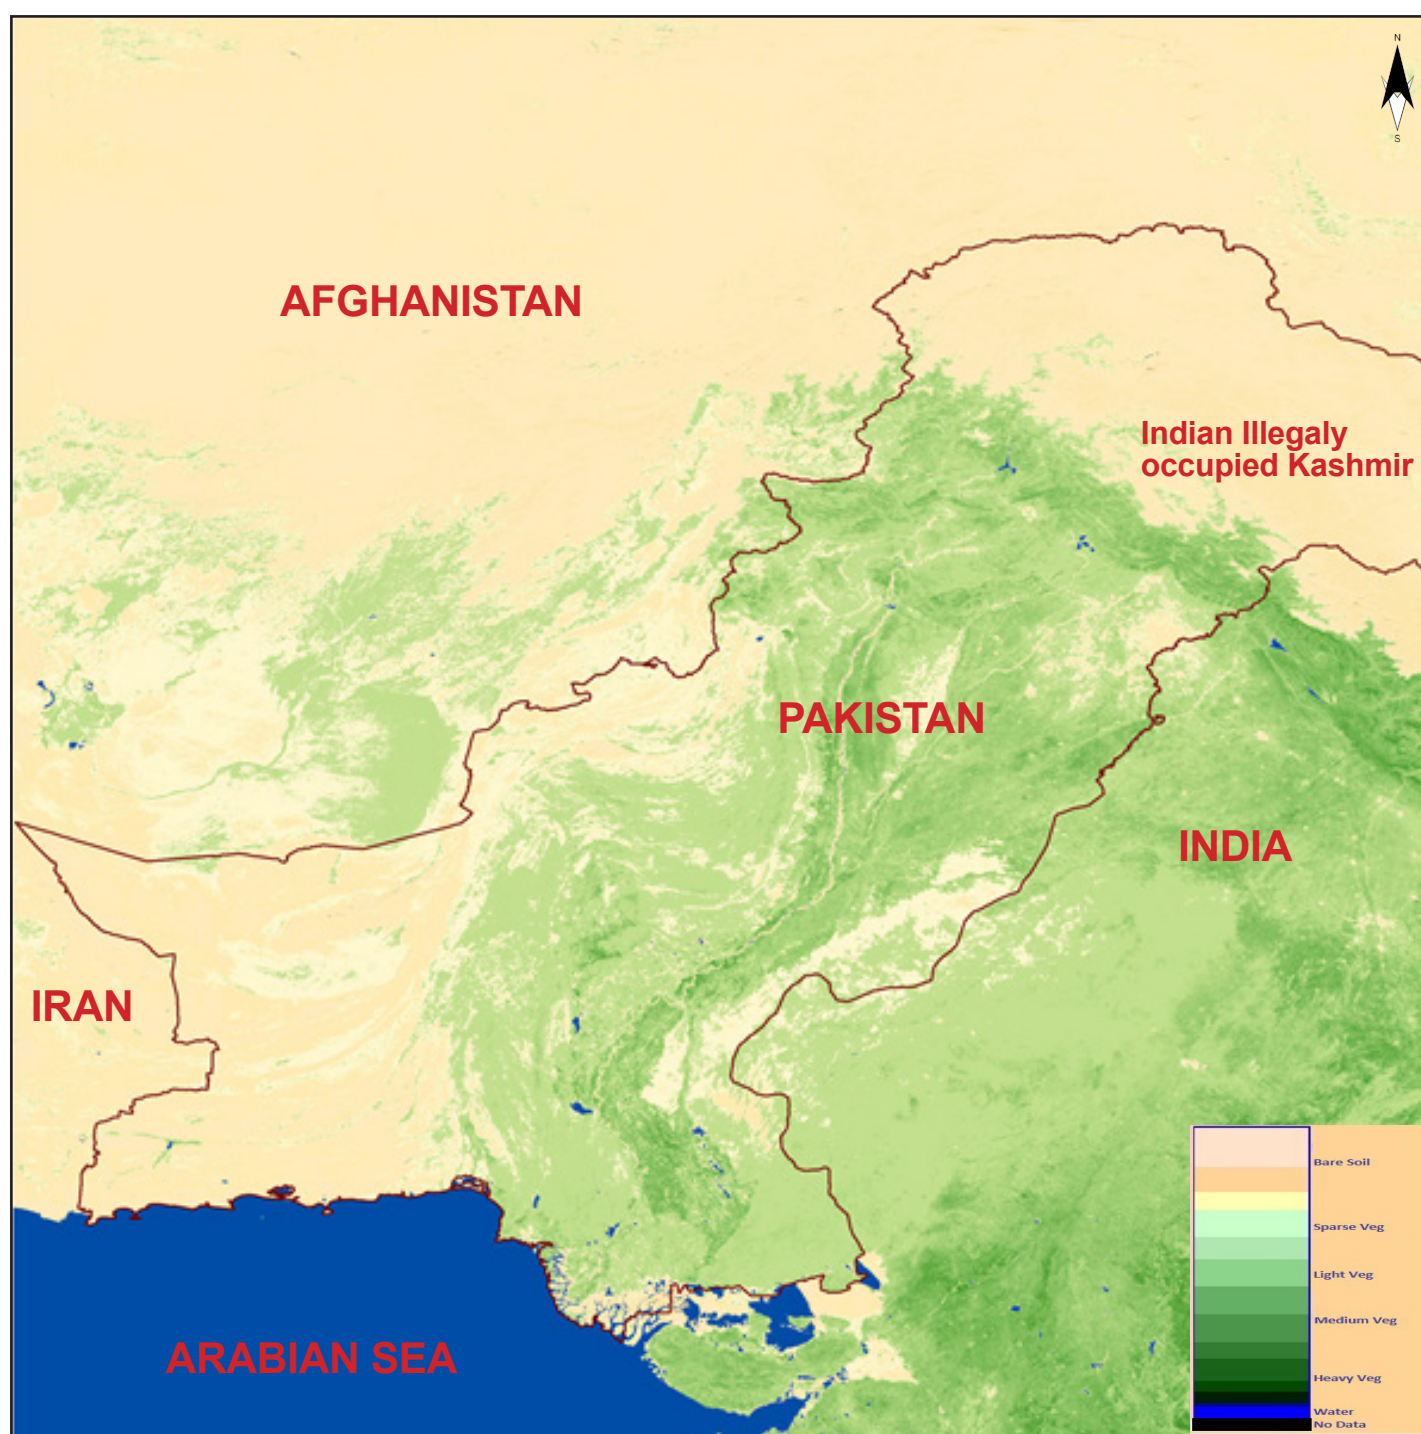 N
S
AFGHANISTAN
Indian Illegaly
occupied Kashmir
PAKISTAN
INDIA
IRAN
ARABIAN SEA
Bare Soil
Sparse Veg
Light Veg
Medium Veg
Heavy Veg
Water
No Data